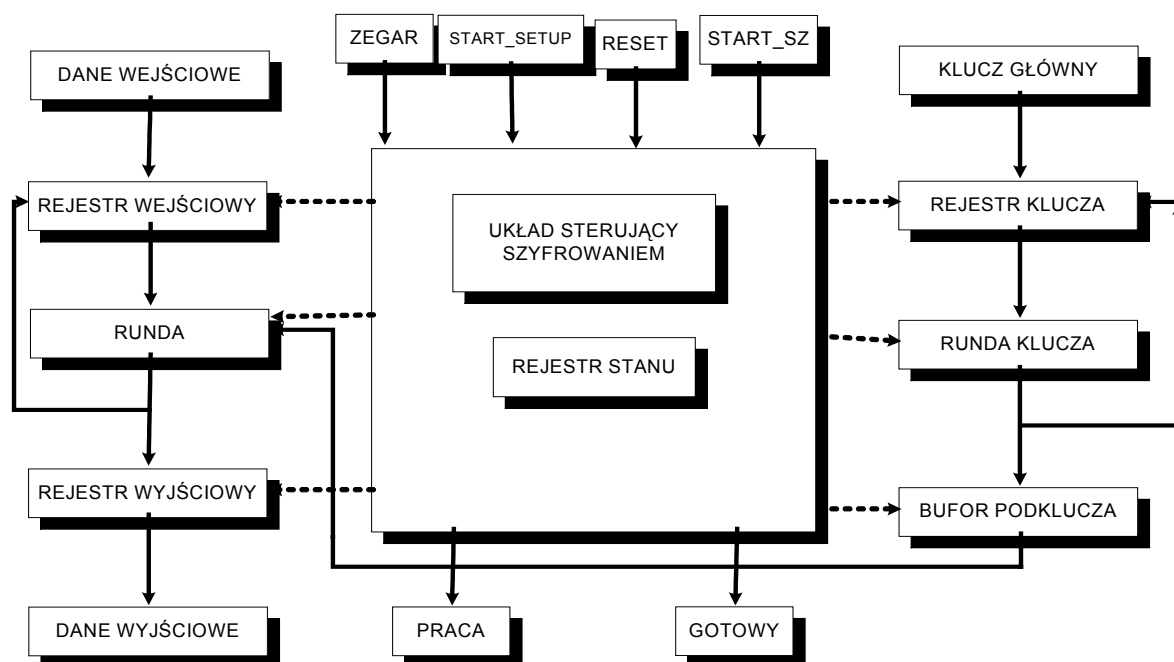 ZEGAR
START_SETUP
RESET
START_SZ
DANE WEJŚCIOWE
KLUCZ GŁÓWNY
REJESTR WEJŚCIOWY
UKŁAD STERUJĄCY
SZYFROWANIEM
REJESTR KLUCZA
RUNDA
REJESTR STANU
RUNDA KLUCZA
REJESTR WYJŚCIOWY
BUFOR PODKLUCZA
DANE WYJŚCIOWE
PRACA
GOTOWY